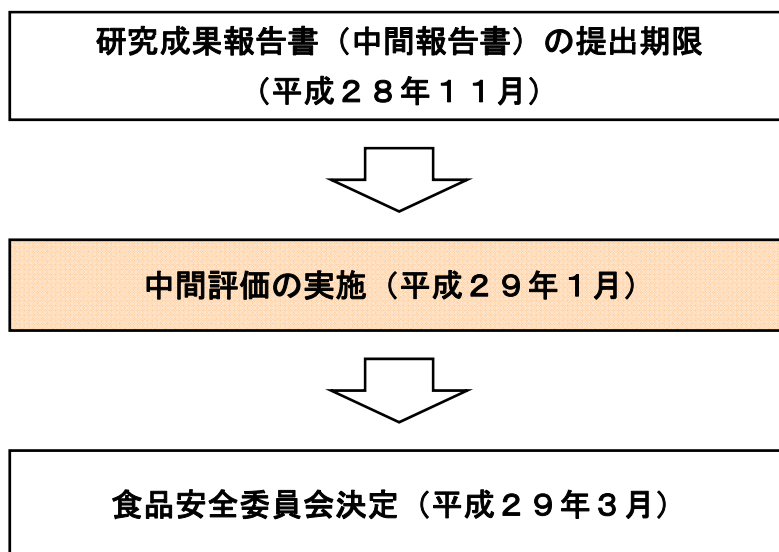 研究成果報告書（中間報告書）の提出期限
（平成２８年１１月）
中間評価の実施（平成２９年１月）
食品安全委員会決定（平成２９年３月）